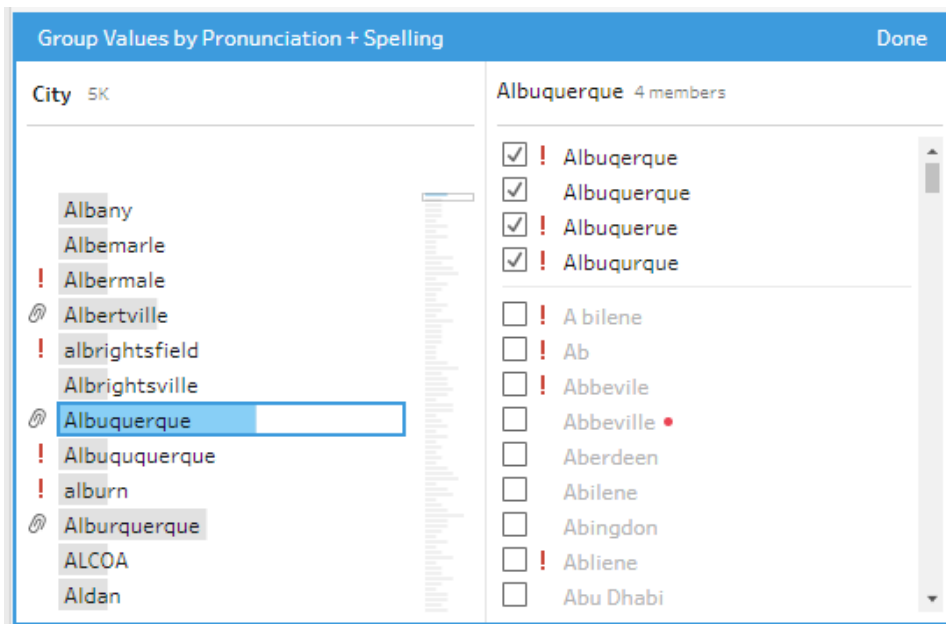 Group Values by Pronunciation + Spelling Done
City 5K
Albany
Albemarle
! Albermale
Albertville
! albrightsfield
Albrightsville
Albuquerque
! Albuququerque
! alburn
Alburquerque
ALCOA
Aldan
Albuquerque 4 members
! Albuqerque
Albuquerque
! Albuquerue
! Albuqurque
! A bilene
! Ab
! Abbevile
Abbeville
Aberdeen
Abilene
Abingdon
! Abliene
Abu Dhabi